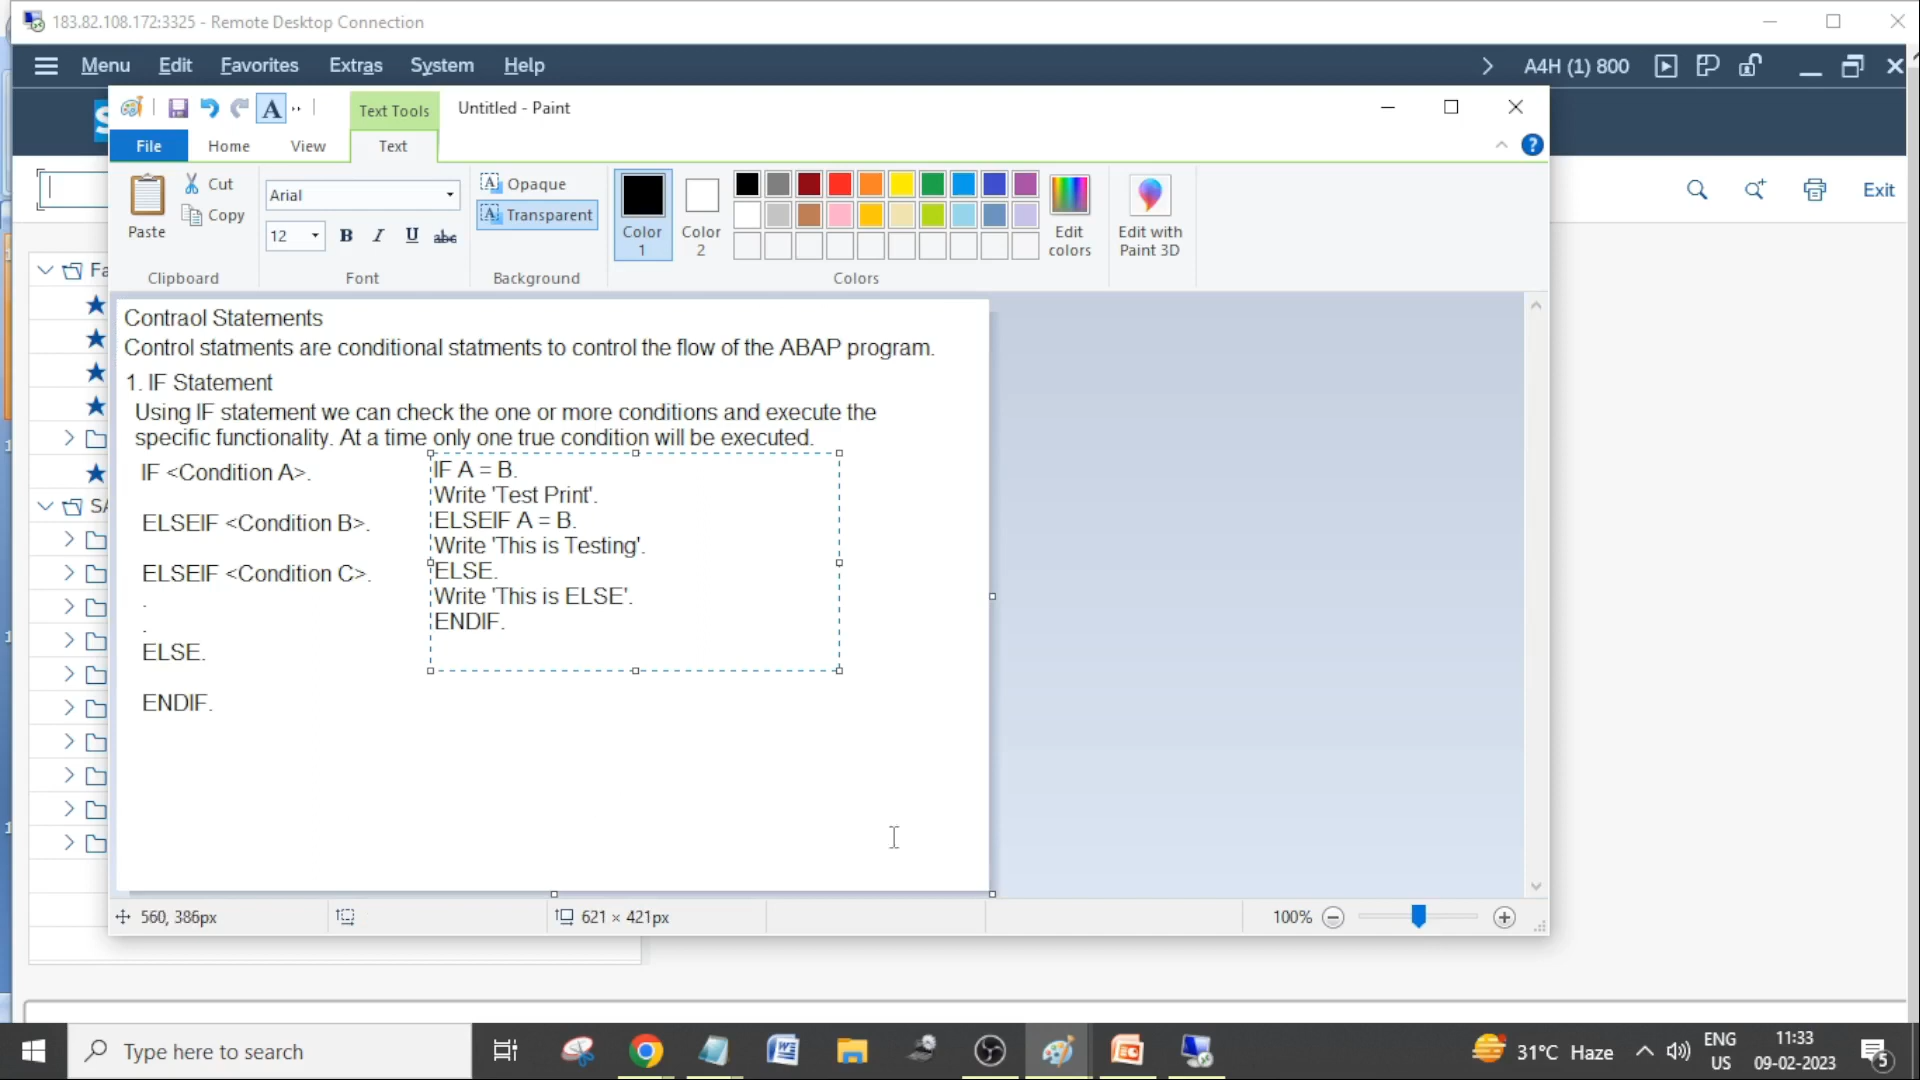 183.82.108.172:3325 - Remote Desktop Connection
Menu Edit Favorites Extras System Help
A4H (1) 800
Text Tools
Untitled - Paint
File Home View Text
Paste
Cut
Copy
Clipboard
Arial
12
B I U abc
Font
Opaque
Transparent
Background
Color
1
Color
2
Colors
Edit
colors
Edit with
Paint 3D
Exit
Contraol Statements
Control statments are conditional statments to control the flow of the ABAP program.
1. IF Statement
Using IF statement we can check the one or more conditions and execute the
specific functionality. At a time only one true condition will be executed.
IF <Condition A>.
ELSEIF <Condition B>.
ELSEIF <Condition C>.
.
.
ELSE.
ENDIF.
IF A = B.
Write 'Test Print'.
ELSEIF A = B.
Write 'This is Testing'.
ELSE.
Write 'This is ELSE'.
ENDIF.
560, 386px
621 × 421px
100%
Type here to search
31°C Haze
ENG
US
11:33
09-02-2023
5